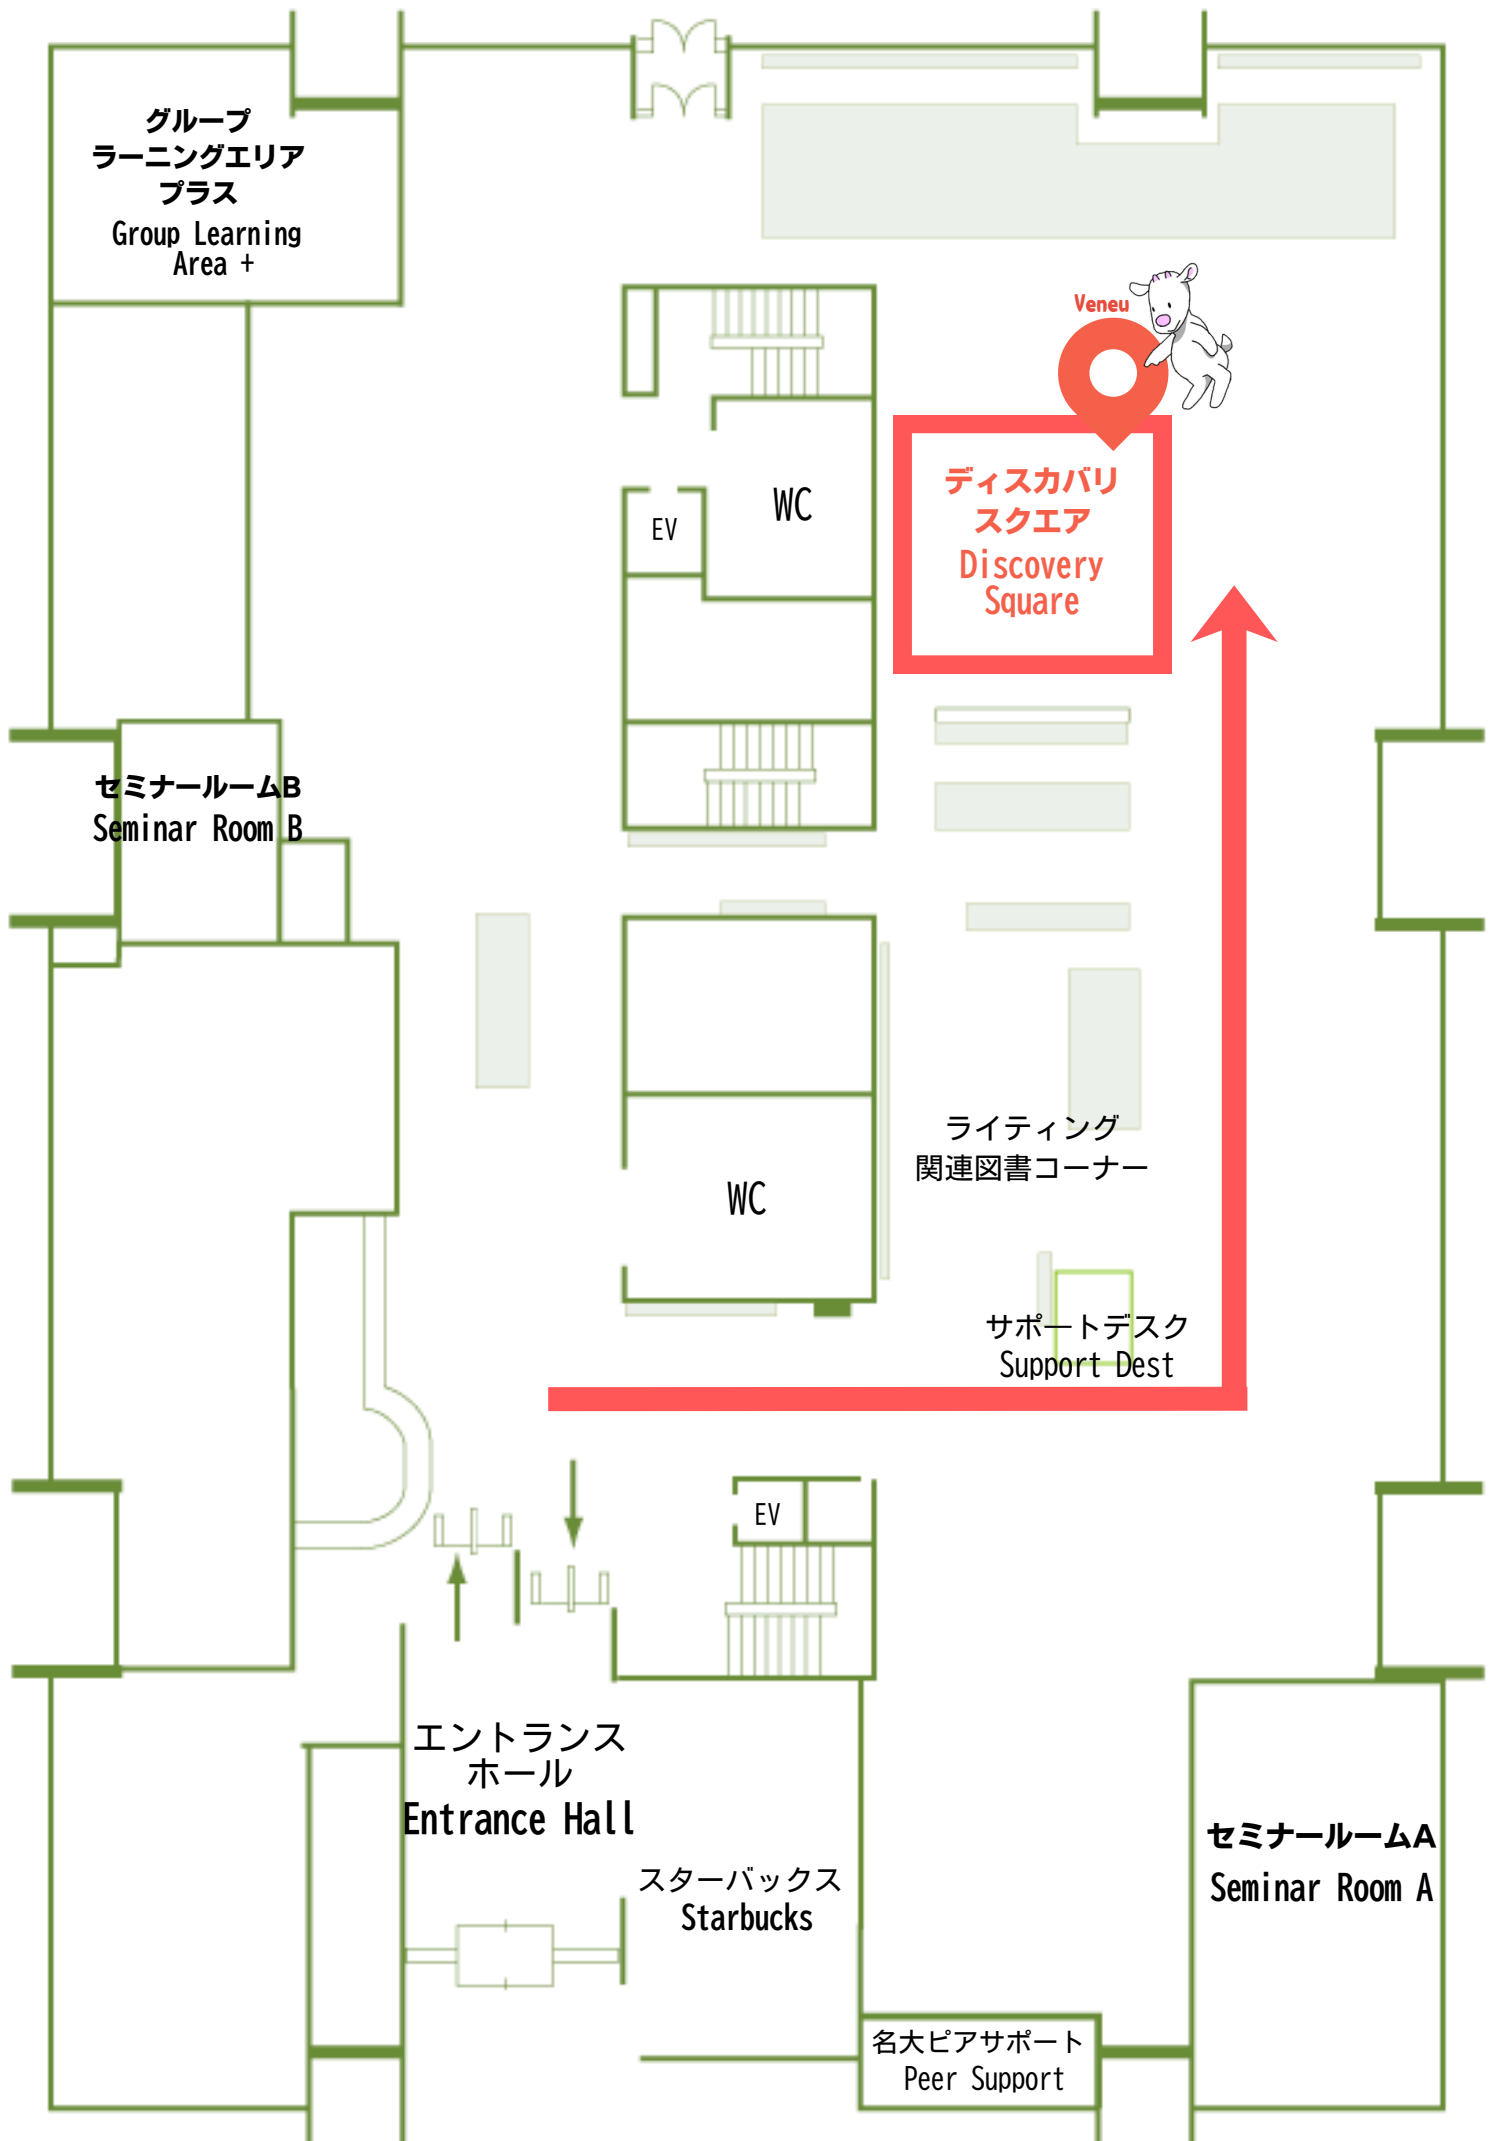 グループ
ラーニングエリア
プラス
Group Learning
Area +
Veneu
ディスカバリ
スクエア
Discovery
Square
WC
EV
セミナールームB
Seminar Room B
ライティング
関連図書コーナー
WC
サポートデスク
Support Dest
EV
エントランス
ホール
Entrance Hall
スターバックス
Starbucks
セミナールームA
Seminar Room A
名大ピアサポート
Peer Support